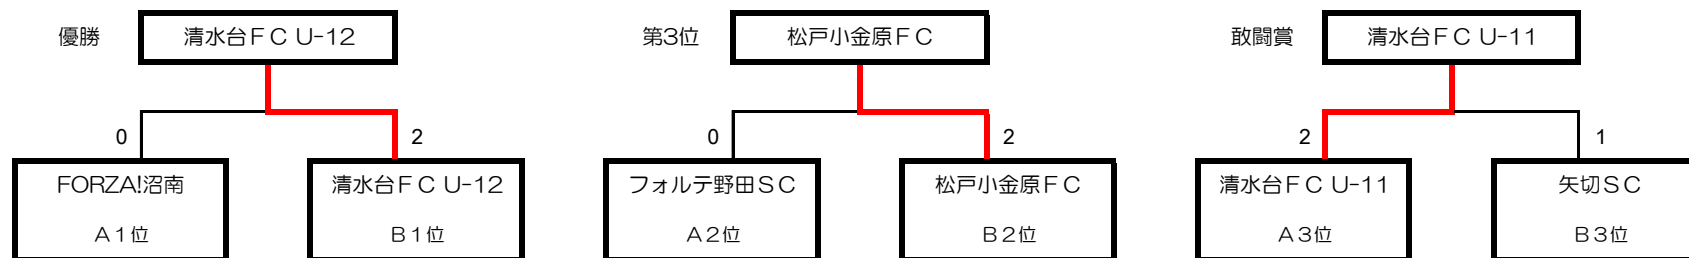 優勝 清水台ＦＣ U-12 第3位 松戸小金原ＦＣ 敢闘賞 清水台ＦＣ U-11
0 2 0 2 2 1
FORZA!沼南 清水台ＦＣ U-12 フォルテ野田ＳＣ 松戸小金原ＦＣ 清水台ＦＣ U-11 矢切ＳＣ
Ａ１位 Ｂ１位 Ａ２位 Ｂ２位 Ａ３位 Ｂ３位